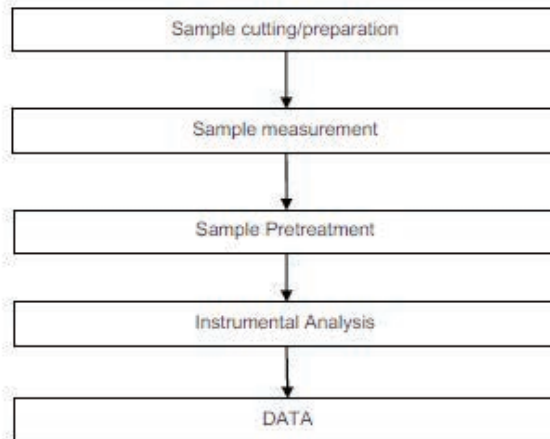 Sample cutting/preparation
Sample measurement
Sample Pretreatment
Instrumental Analysis
DATA